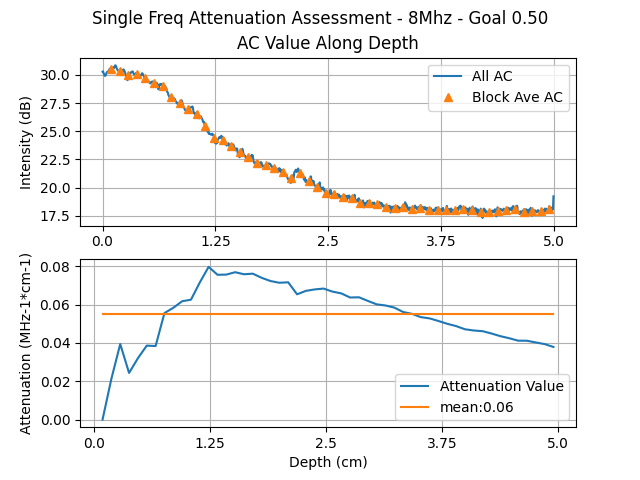 Single Freq Attenuation Assessment - 8Mhz - Goal 0.50
AC Value Along Depth
Intensity (dB)
30.0
27.5
25.0
22.5
20.0
17.5
All AC
Block Ave AC
0.0 1.25 2.5 3.75 5.0
Attenuation (MHz-1*cm-1)
0.08
0.06
0.04
0.02
0.00
Attenuation Value
mean:0.06
0.0 1.25 2.5 3.75 5.0
Depth (cm)